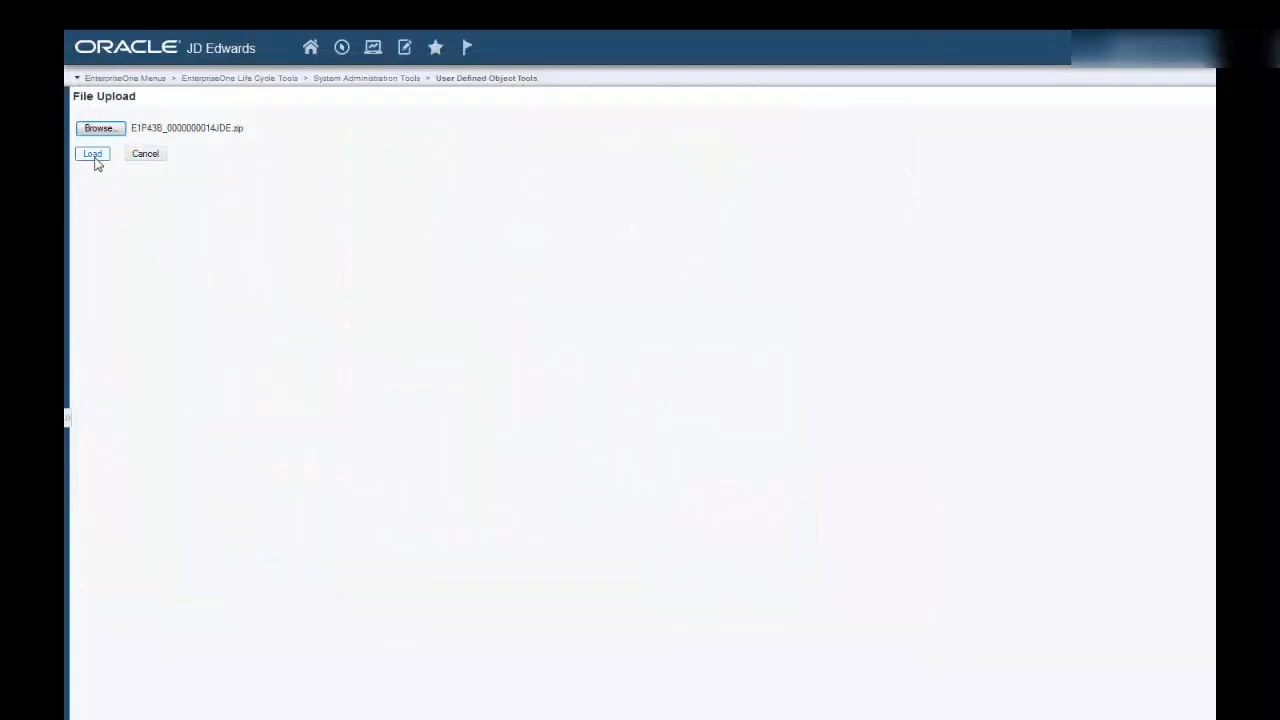 ORACLE JD Edwards
EnterpriseOne Menus > EnterpriseOne Life Cycle Tools > System Administration Tools > User Defined Object Tools
File Upload
Browse... E1P43B_0000000014JDE.zip
Load Cancel